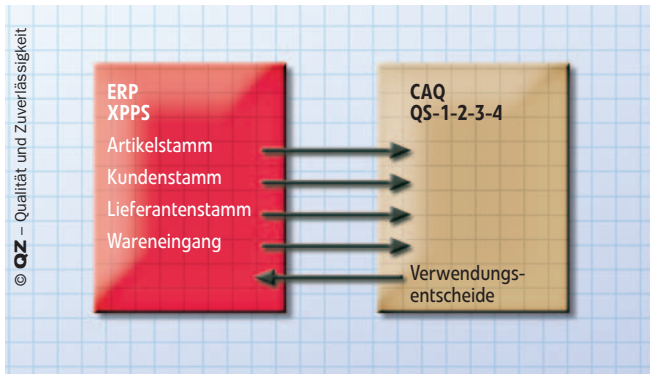 © QZ – Qualität und Zuverlässigkeit
ERP
XPPS
Artikelstamm
Kundenstamm
Lieferantenstamm
Wareneingang
CAQ
QS-1-2-3-4
Verwendungs-
entscheide